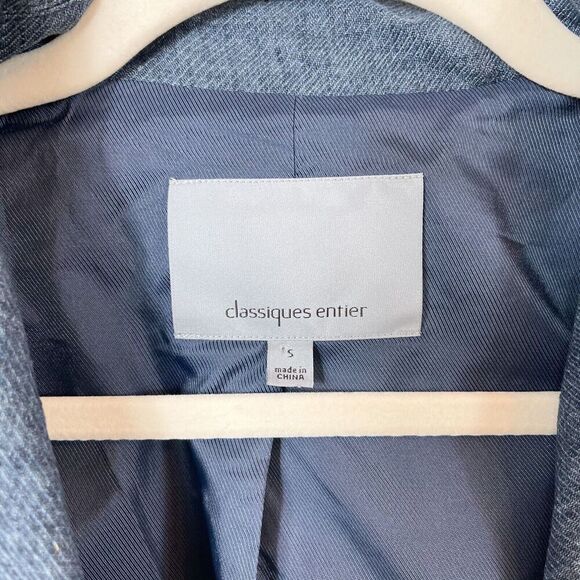 classiques entier
S
made in
CHINA